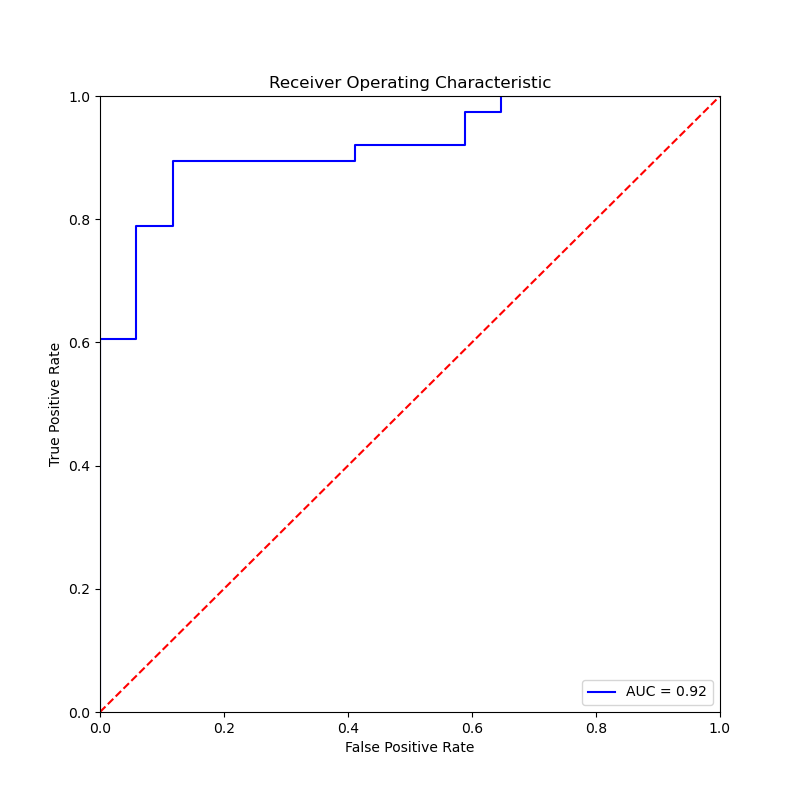 Receiver Operating Characteristic
1.0
0.8
0.6
0.4
0.2
0.0
True Positive Rate
AUC = 0.92
0.0 0.2 0.4 0.6 0.8 1.0
False Positive Rate